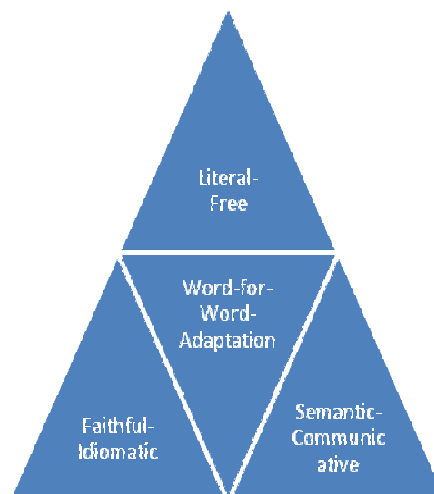 Literal-
Free
Word-for-
Word-
Adaptation
Faithful-
Idiomatic
Semantic-
Communic
ative